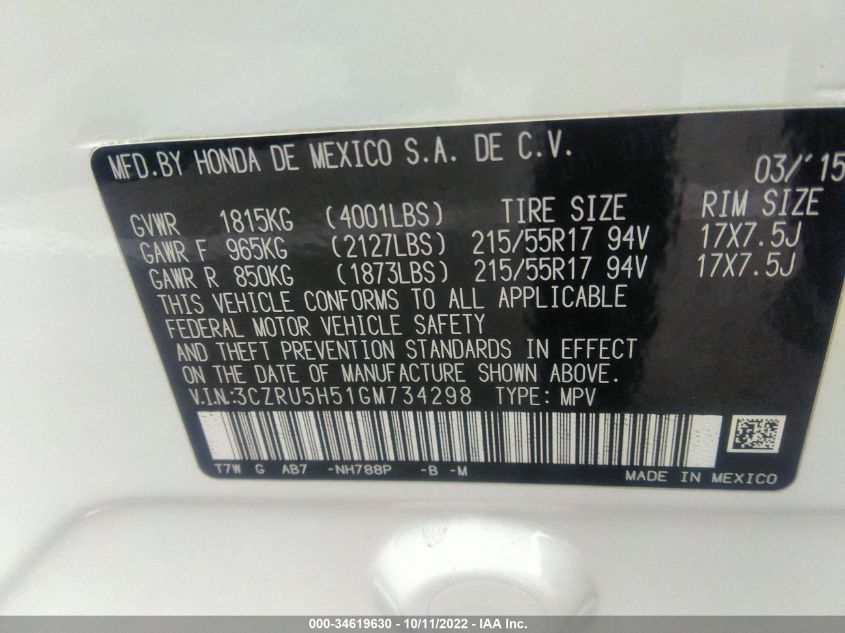 MFD.BY HONDA DE MEXICO S.A. DE C.V. 03/'15
GVWR 1815KG (4001LBS) TIRE SIZE RIM SIZE
GAWR F 965KG (2127LBS) 215/55R17 94V 17X7.5J
GAWR R 850KG (1873LBS) 215/55R17 94V 17X7.5J
THIS VEHICLE CONFORMS TO ALL APPLICABLE
FEDERAL MOTOR VEHICLE SAFETY
AND THEFT PREVENTION STANDARDS IN EFFECT
ON THE DATE OF MANUFACTURE SHOWN ABOVE.
V.I.N:3CZRU5H51GM734298 TYPE: MPV
T7W G AB7 -NH788P -B -M
MADE IN MEXICO
000-34619630 - 10/11/2022 - IAA Inc.